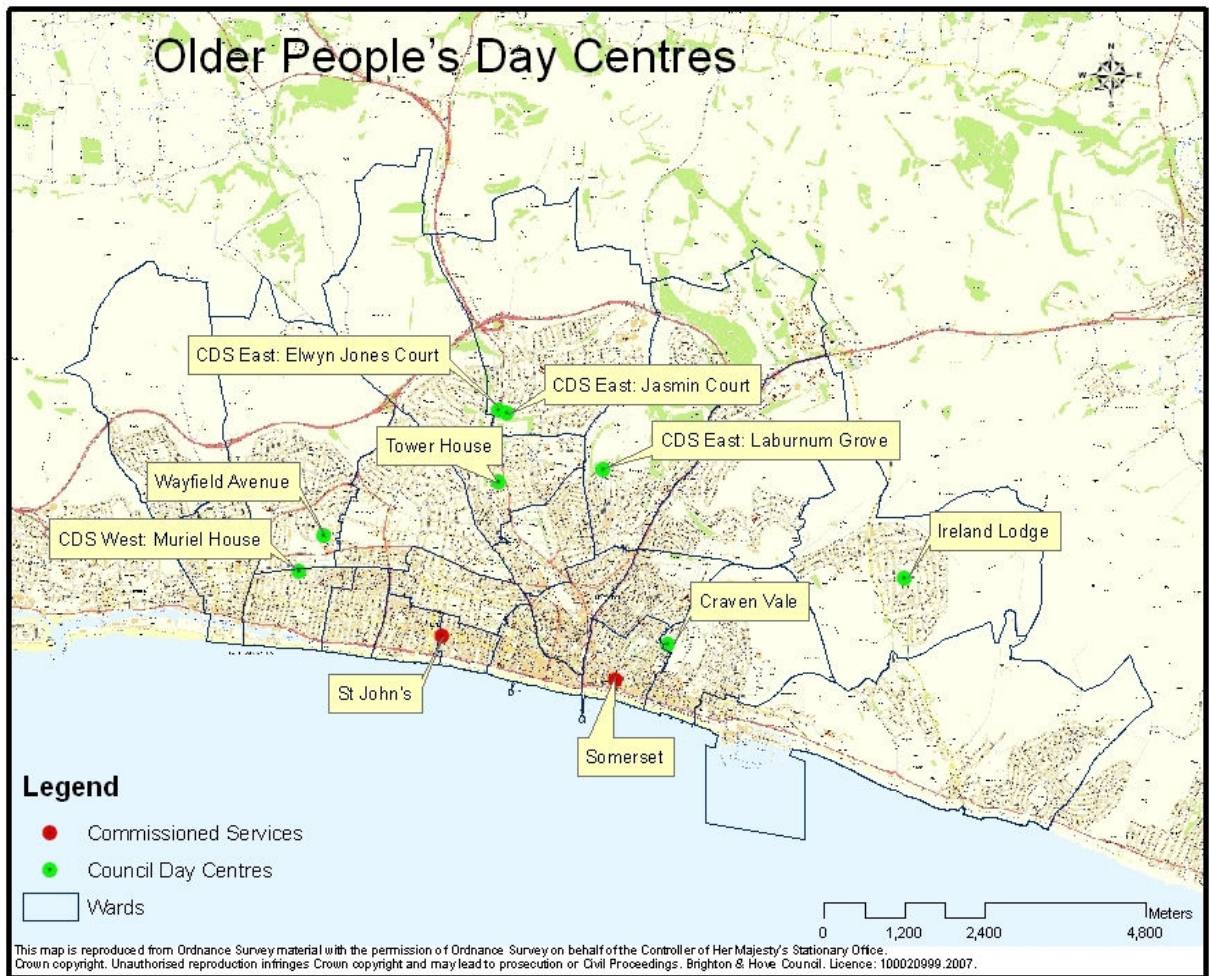 Older People's Day Centres
N
W E
S
CDS East: Elwyn Jones Court
CDS East: Jasmin Court
Tower House
CDS East: Laburnum Grove
Wayfield Avenue
CDS West: Muriel House
Ireland Lodge
Craven Vale
St John's
Somerset
Legend
Commissioned Services
Council Day Centres
Wards
Meters
0 1,200 2,400 4,800
This map is reproduced from Ordnance Survey material with the permission of Ordnance Survey on behalf of the Controller of Her Majesty's Stationary Office.
Crown copyright. Unauthorised reproduction infringes Crown copyright and may lead to prosecution or Civil Proceedings. Brighton & Hove Council. Licence: 100020999.2007.